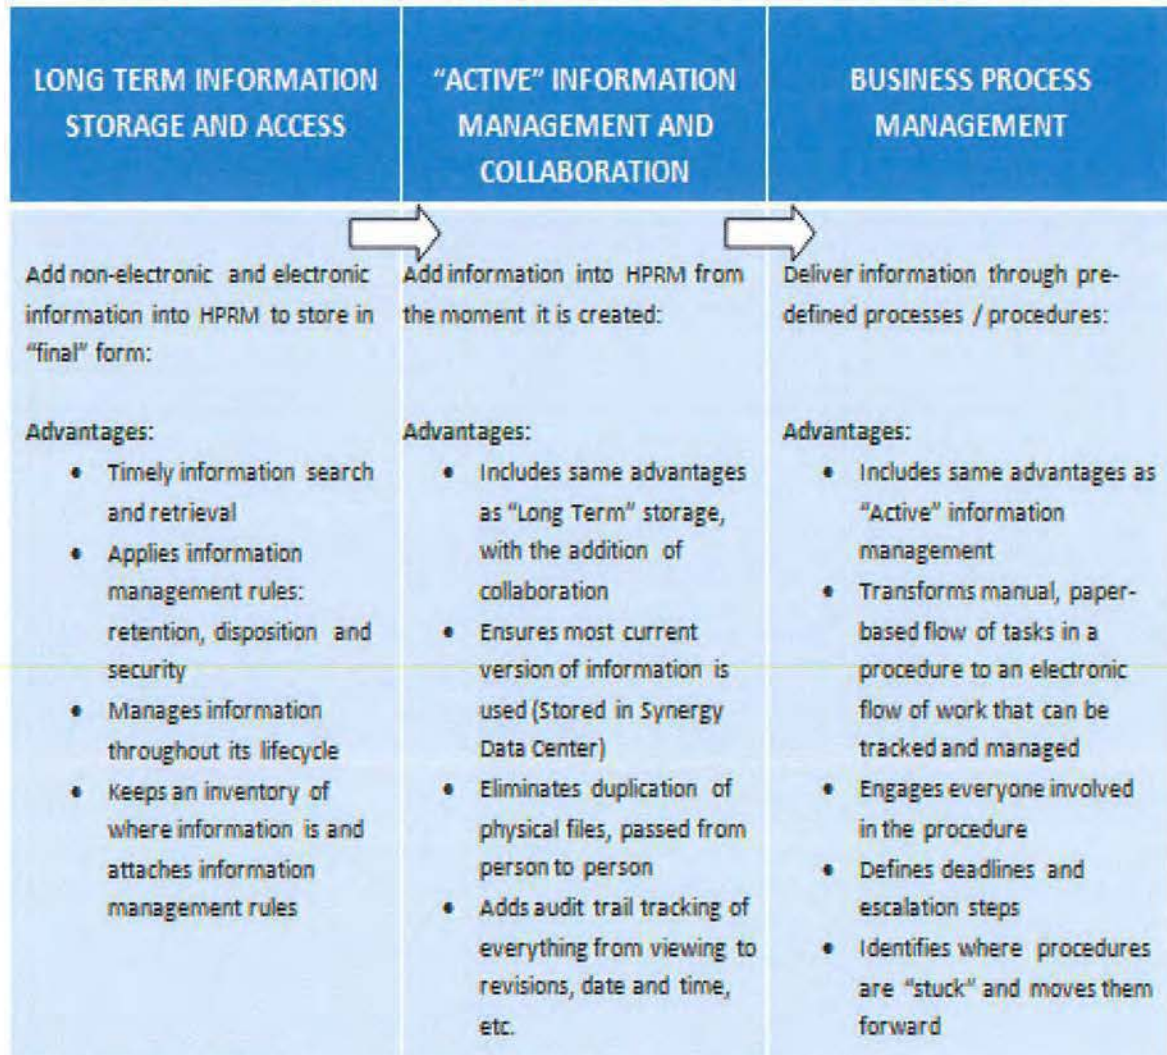 LONG TERM INFORMATION
STORAGE AND ACCESS
"ACTIVE" INFORMATION
MANAGEMENT AND
COLLABORATION
BUSINESS PROCESS
MANAGEMENT
Add non-electronic and electronic
information into HPRM to store in
"final" form:
Advantages:
• Timely information search
and retrieval
• Applies information
management rules:
retention, disposition and
security
• Manages information
throughout its lifecycle
• Keeps an inventory of
where information is and
attaches information
management rules
Add information into HPRM from
the moment it is created:
Advantages:
• Includes same advantages
as "Long Term" storage,
with the addition of
collaboration
• Ensures most current
version of information is
used (Stored in Synergy
Data Center)
• Eliminates duplication of
physical files, passed from
person to person
• Adds audit trail tracking of
everything from viewing to
revisions, date and time,
etc.
Deliver information through pre-
defined processes / procedures:
Advantages:
• Includes same advantages as
"Active" information
management
• Transforms manual, paper-
based flow of tasks in a
procedure to an electronic
flow of work that can be
tracked and managed
• Engages everyone involved
in the procedure
• Defines deadlines and
escalation steps
• Identifies where procedures
are "stuck" and moves them
forward